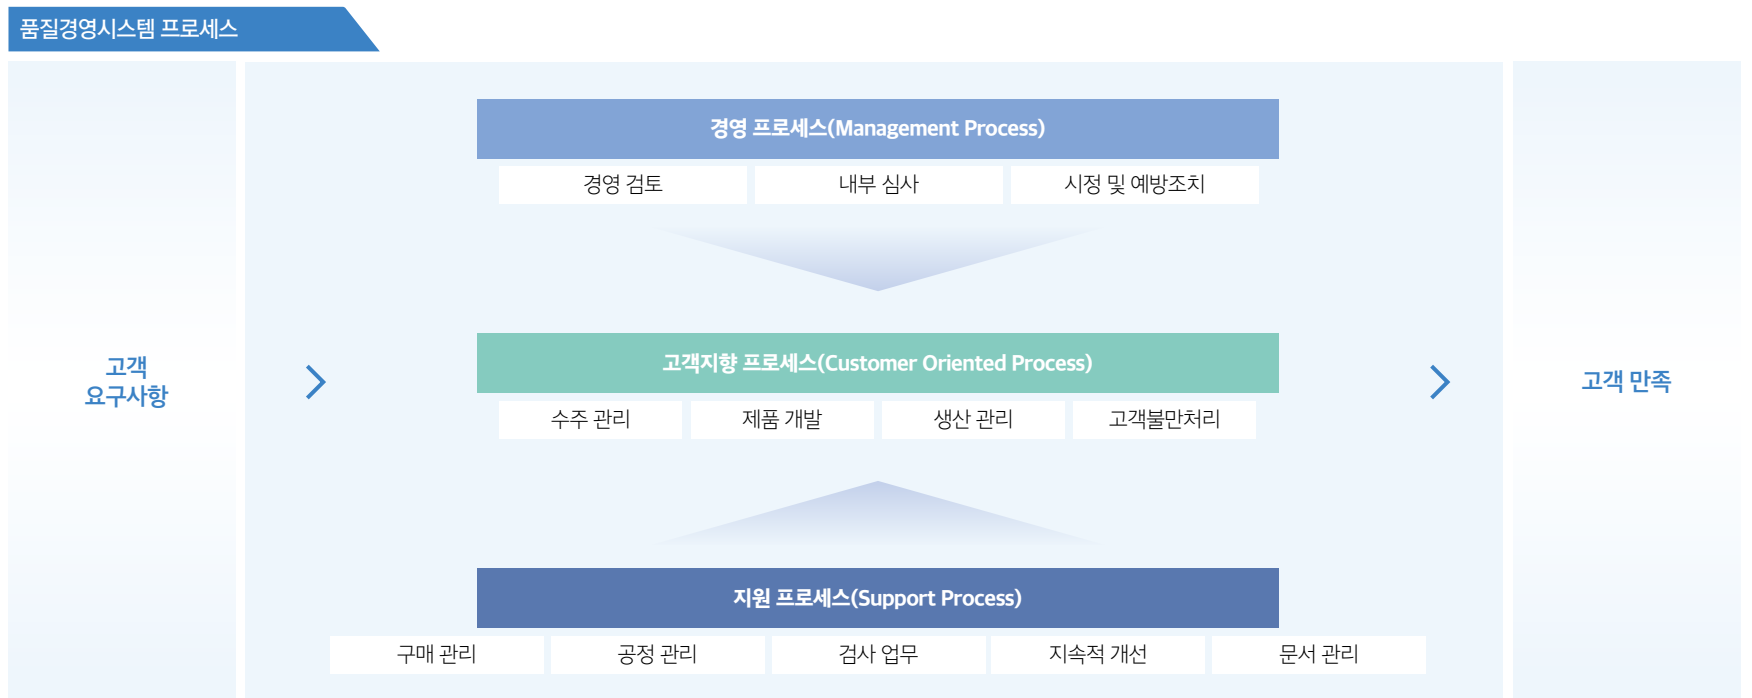 품질경영시스템 프로세스
고객
요구사항
경영 프로세스(Management Process)
경영 검토
내부 심사
시정 및 예방조치
고객지향 프로세스(Customer Oriented Process)
수주 관리
제품 개발
생산 관리
고객불만처리
지원 프로세스(Support Process)
구매 관리
공정 관리
검사 업무
지속적 개선
문서 관리
고객 만족